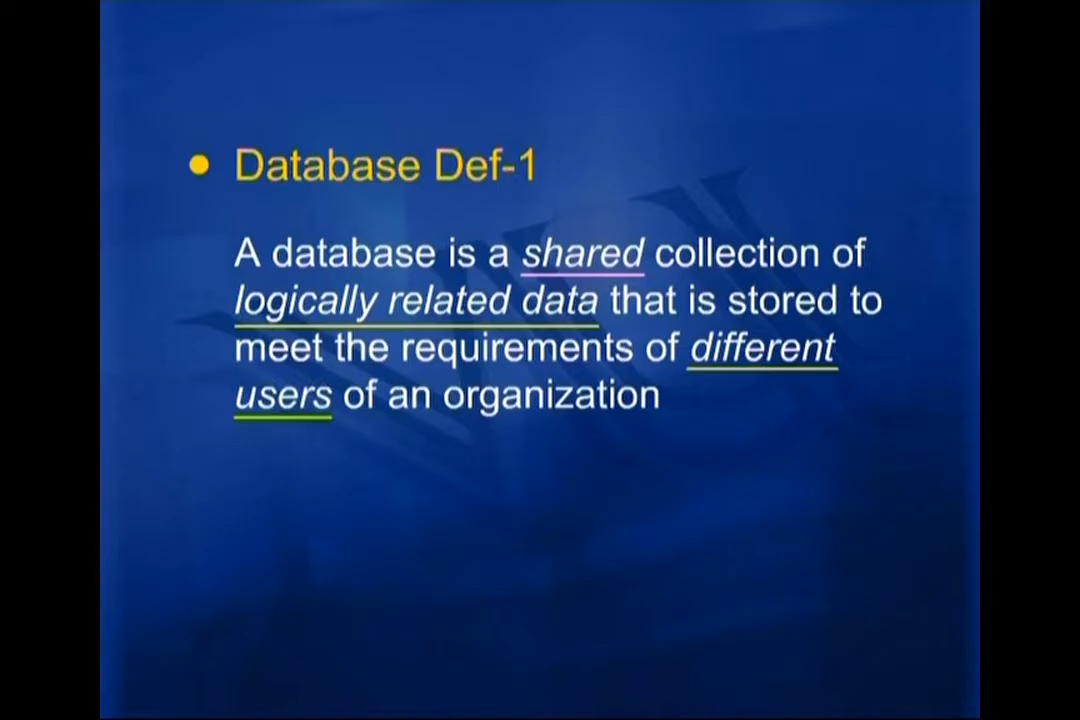 Database Def-1
A database is a shared collection of
logically related data that is stored to
meet the requirements of different
users of an organization